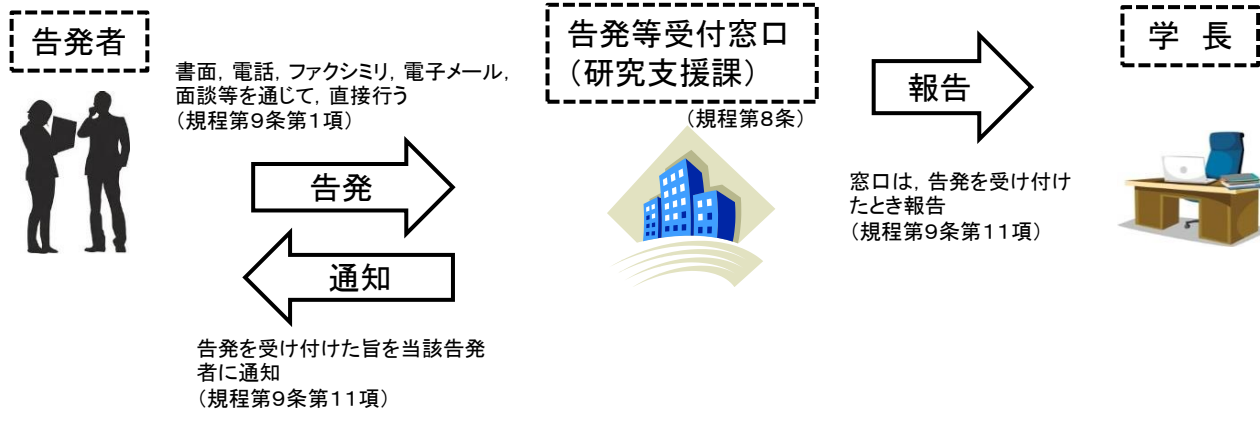 告発者
書面，電話，ファクシミリ，電子メール，
面談等を通じて，直接行う
（規程第９条第１項）
告発
通知
告発を受け付けた旨を当該告発
者に通知
（規程第９条第１１項）
告発等受付窓口
（研究支援課）
（規程第８条）
報告
窓口は，告発を受け付け
たとき報告
（規程第９条第１１項）
学　長